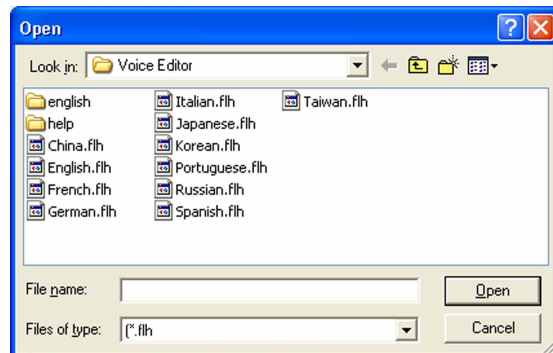 Open
Look in: Voice Editor
english
help
China.flh
English.flh
French.flh
German.flh
Italian.flh
Japanese.flh
Korean.flh
Portuguese.flh
Russian.flh
Spanish.flh
Taiwan.flh
File name:
Open
Files of type: (*.flh
Cancel